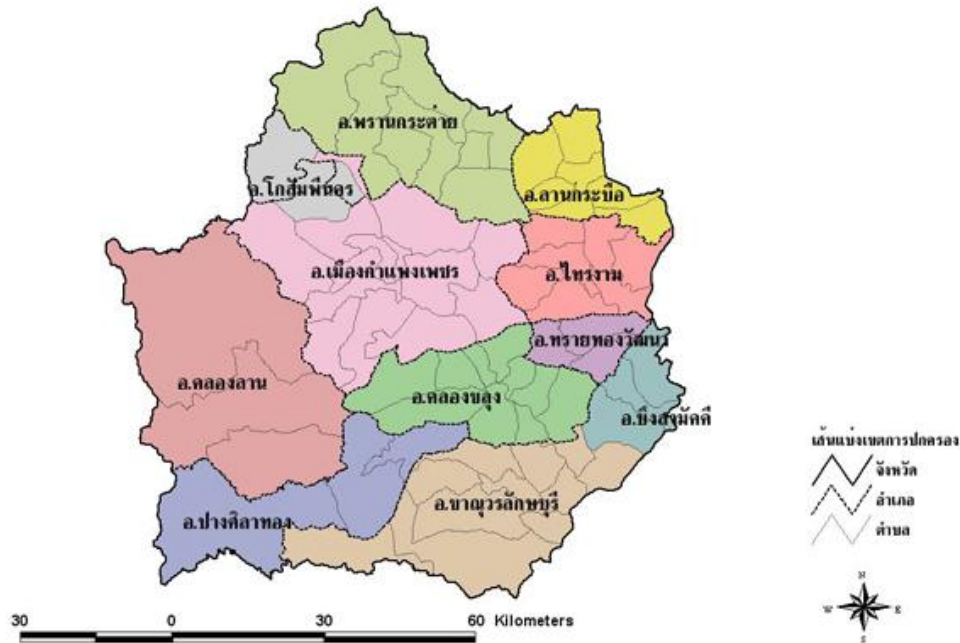 อ.พรานกระต่าย
อ.โกสัมพีนคร
อ.ลานกระบือ
อ.เมืองกำแพงเพชร
อ.ไทรงาม
อ.ทรายทองวัฒนา
อ.คลองลาน
อ.คลองขลุง
อ.บึงสามัคคี
อ.ขาณุวรลักษบุรี
อ.ปางศิลาทอง
เส้นแบ่งเขตการปกครอง
จังหวัด
อำเภอ
ตำบล
N
W E
S
30 0 30 60 Kilometers